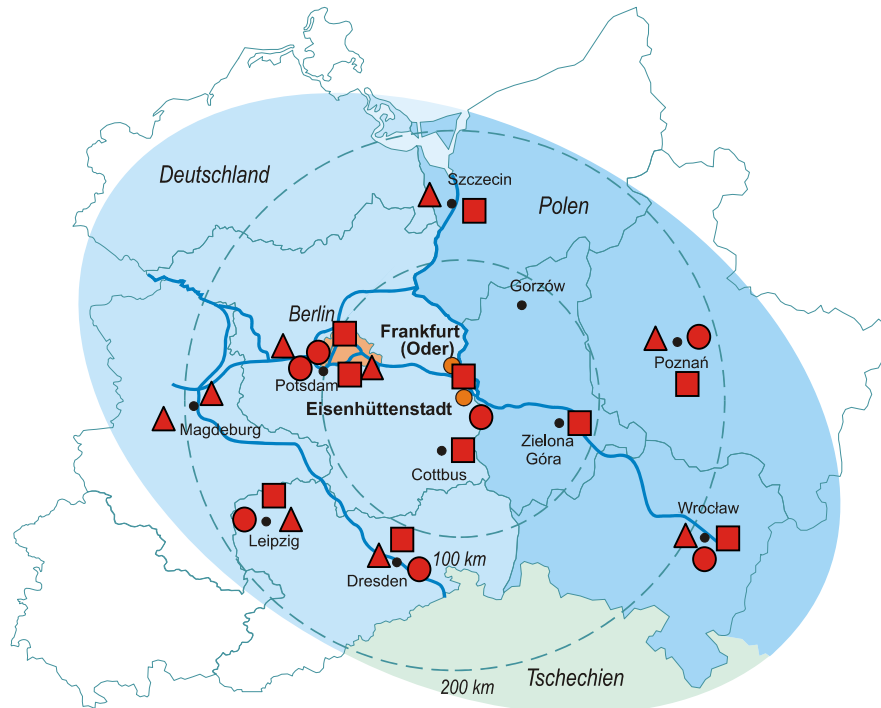 Deutschland
Szczecin
Polen
Gorzów
Berlin
Frankfurt
(Oder)
Poznań
Potsdam
Eisenhüttenstadt
Magdeburg
Zielona
Góra
Cottbus
Wrocław
Leipzig
100 km
Dresden
Tschechien
200 km